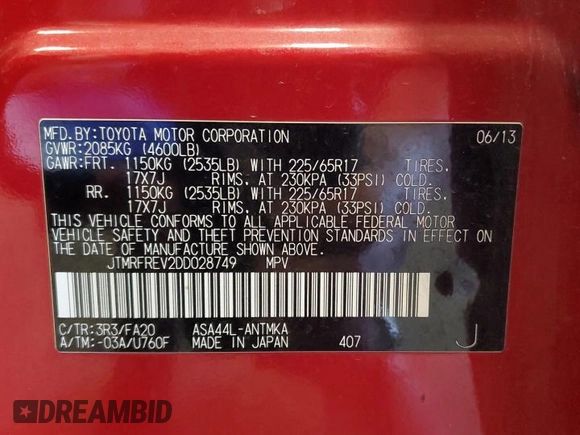 MFD.BY:TOYOTA MOTOR CORPORATION 06/13
GVWR:2085KG (4600LB)
GAWR:FRT. 1150KG (2535LB) WITH 225/65R17 TIRES,
17X7J RIMS, AT 230KPA (33PSI) COLD.
RR. 1150KG (2535LB) WITH 225/65R17 TIRES,
17X7J RIMS, AT 230KPA (33PSI) COLD.
THIS VEHICLE CONFORMS TO ALL APPLICABLE FEDERAL MOTOR
VEHICLE SAFETY AND THEFT PREVENTION STANDARDS IN EFFECT
ON THE DATE OF MANUFACTURE SHOWN ABOVE.
JTMRFREV2DD028749 MPV
C/TR:3R3/FA20 ASA44L-ANTMKA
A/TM:-03A/U760F MADE IN JAPAN 407 J
DREAMBID